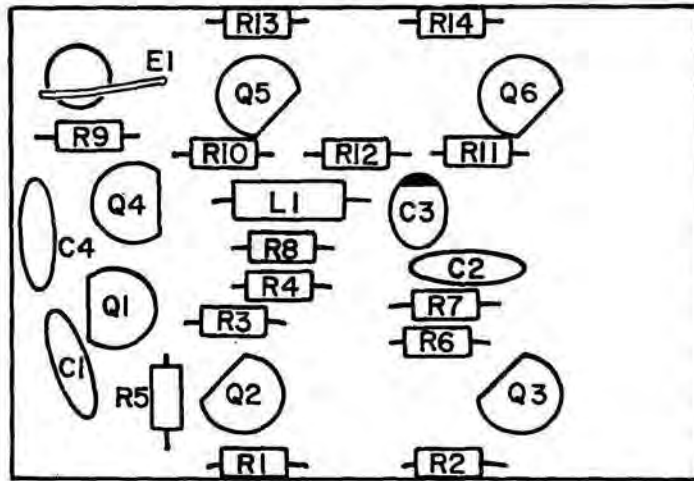 R13 R14
E1
Q5 Q6
R9
R10 R12 R11
Q4 L1 C3
C4 R8
C2
R4
Q1 R7
R3
R6
C1
R5 Q2 Q3
R1 R2